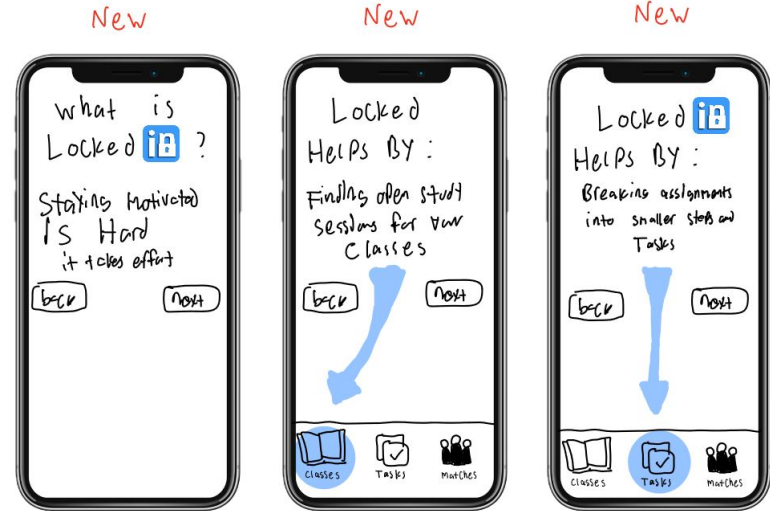 New
What is
Locked in ?
Staying motivated
Is Hard
it takes effort
back
next
New
Locked
Helps By :
Finding open study
sessions for your
Classes
back
next
Classes
Tasks
Matches
New
Locked in
Helps By :
Breaking assignments
into smaller steps and
Tasks
back
next
Classes
Tasks
Matches